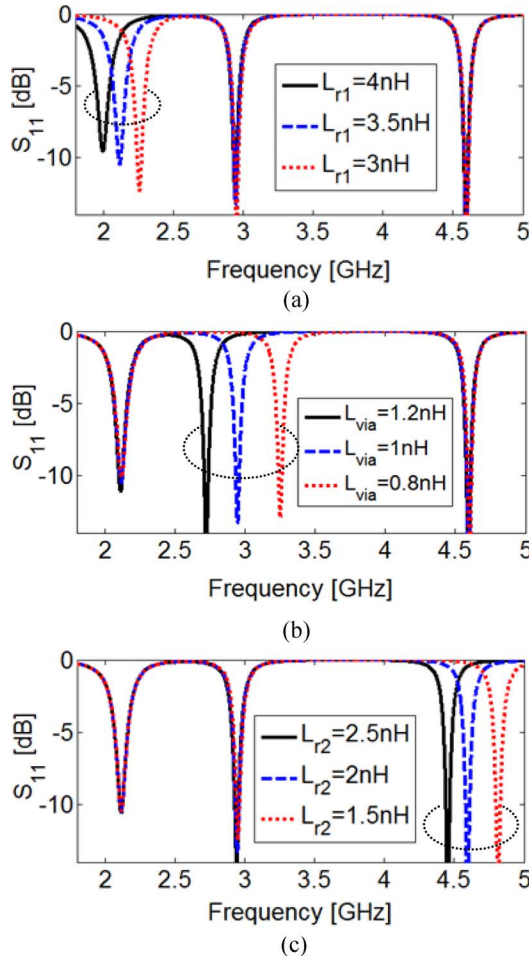 0
-5
-10
S11 [dB]
Lr1=4nH
Lr1=3.5nH
Lr1=3nH
2 2.5 3 3.5 4 4.5 5
Frequency [GHz]
(a)
0
-5
-10
S11 [dB]
Lvia=1.2nH
Lvia=1nH
Lvia=0.8nH
2 2.5 3 3.5 4 4.5 5
Frequency [GHz]
(b)
0
-5
-10
S11 [dB]
Lr2=2.5nH
Lr2=2nH
Lr2=1.5nH
2 2.5 3 3.5 4 4.5 5
Frequency [GHz]
(c)